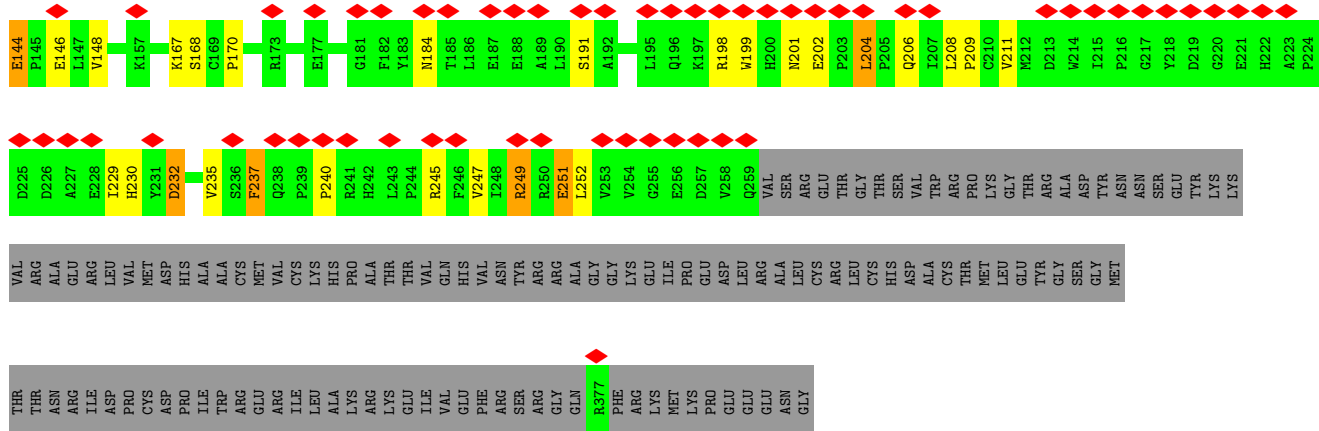 E144 P145 E146 L147 V148 K157 K167 S168 C169 P170 R173 E177 G181 F182 Y183 N184 T185 L186 E187 E188 A189 L190 S191 A192 L195 Q196 K197 R198 W199 H200 N201 E202 P203 L204 P205 Q206 I207 L208 P209 C210 V211 M212 D213 W214 I215 P216 G217 Y218 D219 G220 E221 H222 A223 P224
D225 D226 A227 E228 I229 H230 Y231 D232 V235 S236 F237 Q238 P239 P240 R241 H242 L243 P244 R245 F246 V247 I248 R249 R250 E251 L252 V253 V254 G255 E256 D257 V258 Q259 VAL SER ARG GLU THR GLY THR SER VAL TRP ARG PRO LYS GLY THR ARG ALA ASP TYR ASN ASN SER GLU TYR LYS LYS
VAL ARG ALA GLU ARG LEU VAL MET ASP HIS ALA ALA CYS MET VAL CYS LYS HIS PRO ALA THR THR VAL GLN HIS VAL ASN TYR ARG ARG ALA GLY GLY LYS GLU ILE PRO GLU ASP LEU ARG ALA LEU CYS ARG LEU CYS HIS ASP ALA CYS THR MET LEU GLU TYR GLY SER GLY MET
THR THR ASN ARG ILE ASP PRO CYS ASP PRO ILE TRP ARG GLU ARG ILE LEU ALA LYS ARG LYS GLU ILE VAL GLU PHE ARG SER ARG GLY GLN R377 PHE ARG LYS MET LYS PRO GLU GLU GLU ASN GLY